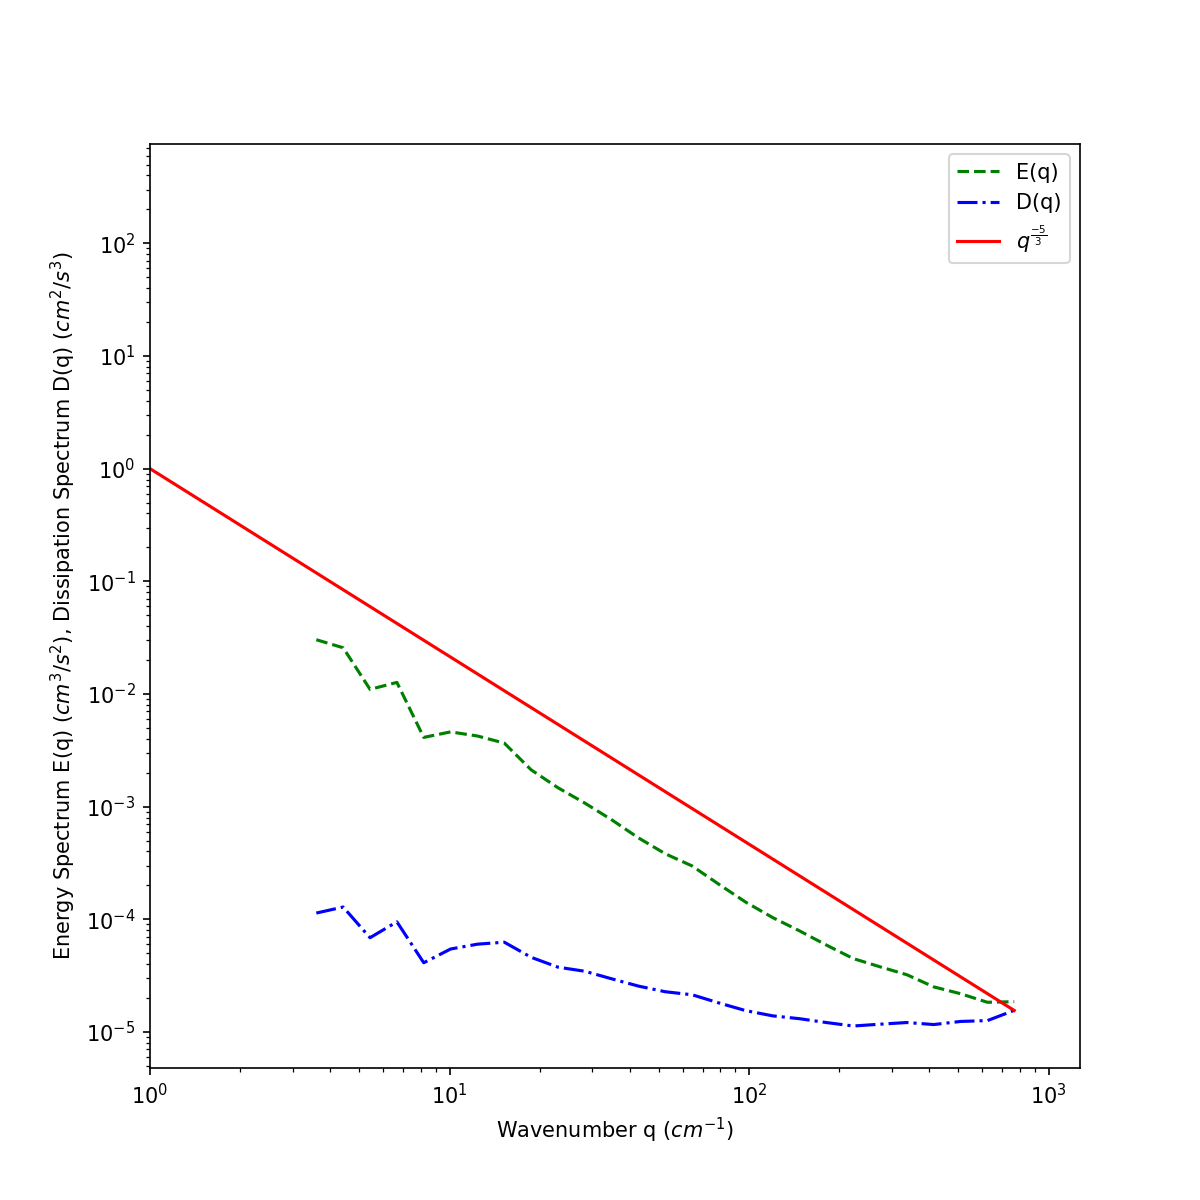 E(q)
D(q)
q^{\frac{-5}{3}}
10^2
10^1
10^0
10^{-1}
10^{-2}
10^{-3}
10^{-4}
10^{-5}
Energy Spectrum E(q) (cm^3/s^2), Dissipation Spectrum D(q) (cm^2/s^3)
10^0 10^1 10^2 10^3
Wavenumber q (cm^{-1})